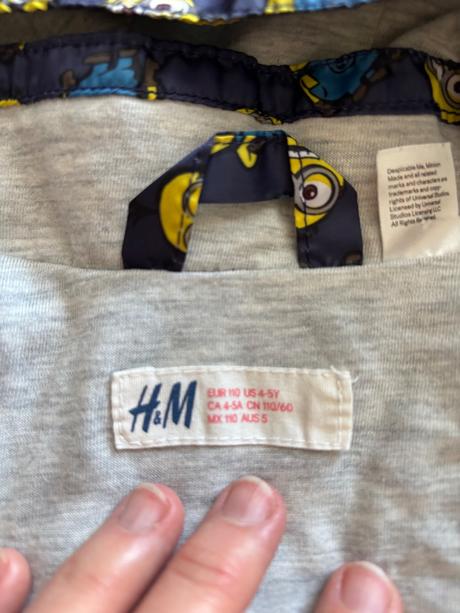 Despicable Me, Minion
Made and all related
marks and characters are
trademarks and copy-
rights of Universal
Studios. Licensed by Universal
Studios Licensing LLC.
All Rights Reserved.
H&M
EUR 110 US 4-5Y
CA 4-5A CN 110/60
MX 110 AUS 5